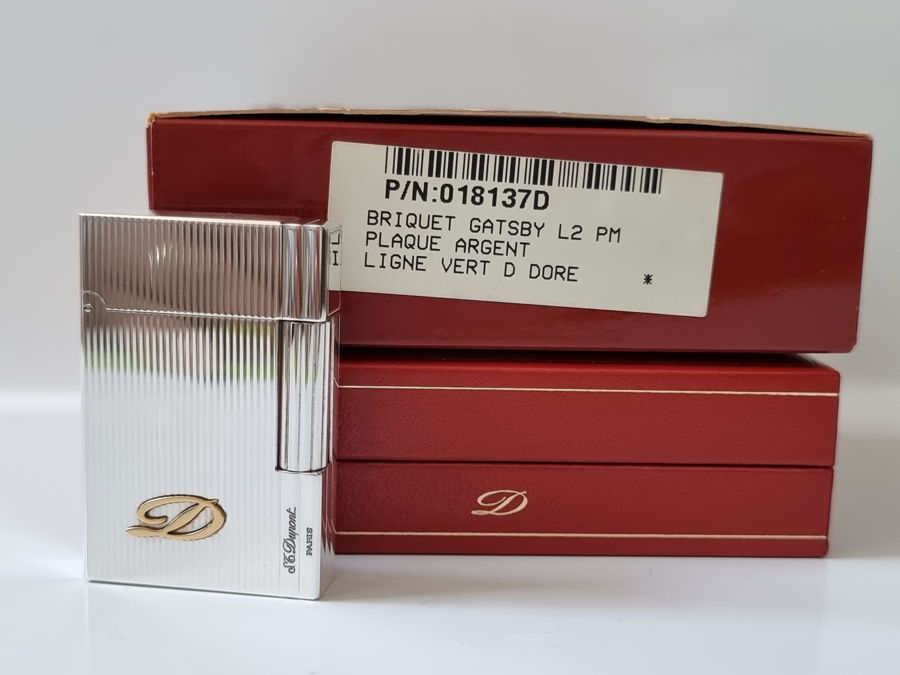 P/N:018137D
BRIQUET GATSBY L2 PM
PLAQUE ARGENT
LIGNE VERT D DORE *
D
S.T. Dupont
PARIS
D